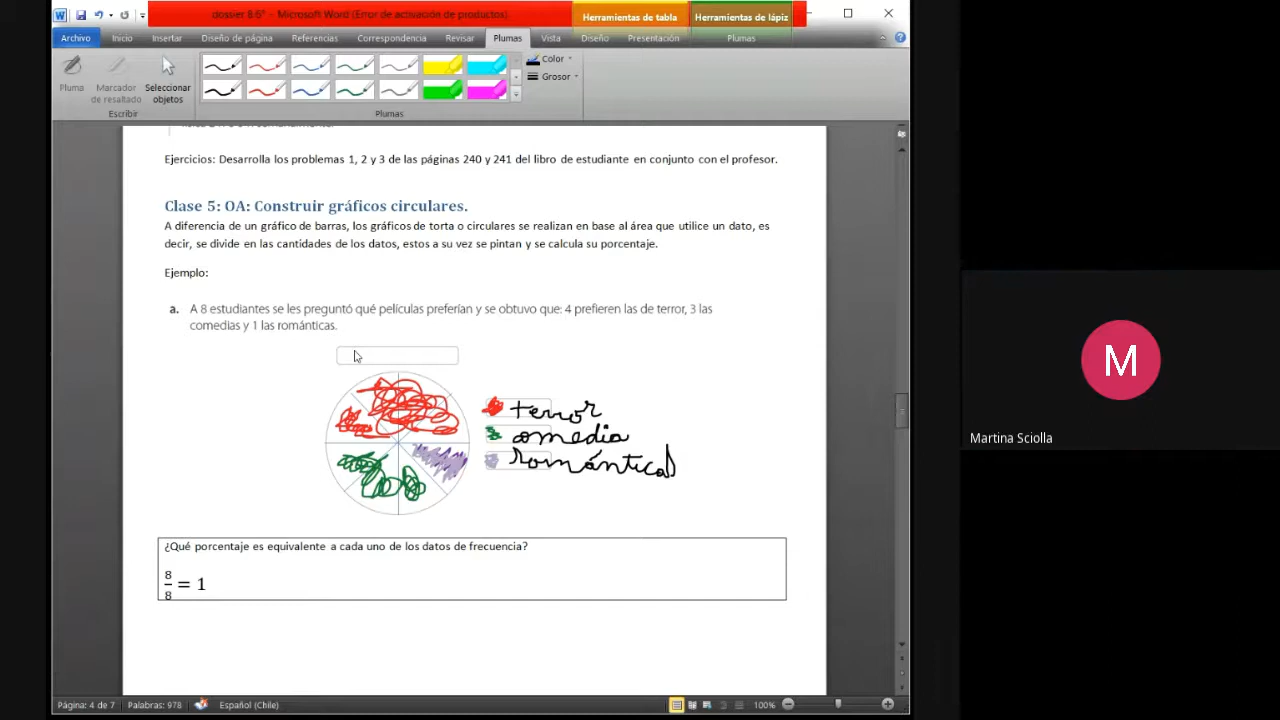 dossier 8.6° - Microsoft Word (Error de activación de productos)
Herramientas de tabla
Herramientas de lápiz
Archivo Inicio Insertar Diseño de página Referencias Correspondencia Revisar Plumas Vista Diseño Presentación Plumas
Pluma
Marcador de resaltado
Seleccionar objetos
Color
Grosor
Escribir
Plumas
Ejercicios: Desarrolla los problemas 1, 2 y 3 de las páginas 240 y 241 del libro de estudiante en conjunto con el profesor.
Clase 5: OA: Construir gráficos circulares.
A diferencia de un gráfico de barras, los gráficos de torta o circulares se realizan en base al área que utilice un dato, es
decir, se divide en las cantidades de los datos, estos a su vez se pintan y se calcula su porcentaje.
Ejemplo:
a. A 8 estudiantes se les preguntó qué películas preferían y se obtuvo que: 4 prefieren las de terror, 3 las
comedias y 1 las románticas.
terror
omedia
románticas
¿Qué porcentaje es equivalente a cada uno de los datos de frecuencia?
8/8 = 1
M
Martina Sciolla
Página: 4 de 7 Palabras: 978 Español (Chile) 100%